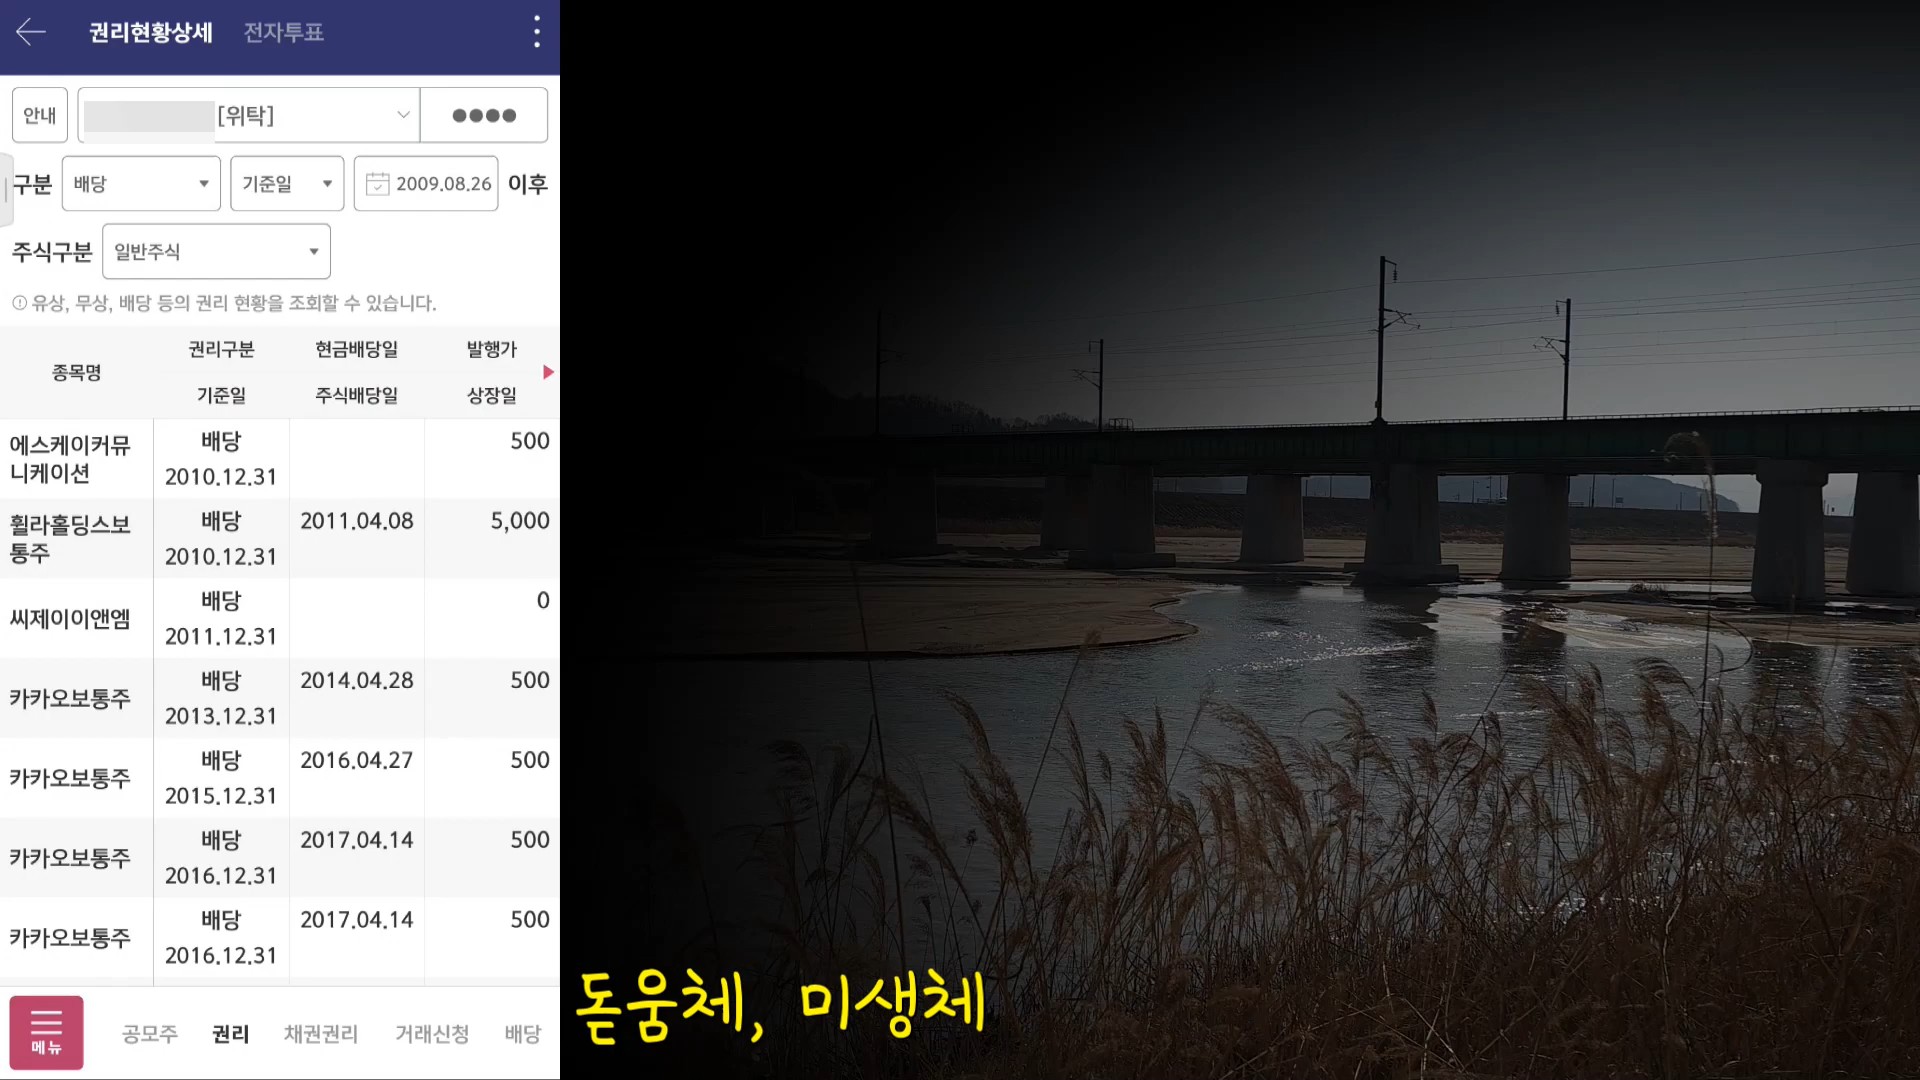 권리현황상세 전자투표
안내 [위탁] ●●●●
구분 배당 기준일 2009.08.26 이후
주식구분 일반주식
유상, 무상, 배당 등의 권리 현황을 조회할 수 있습니다.
종목명 권리구분 현금배당일 발행가
기준일 주식배당일 상장일
에스케이커뮤
니케이션 배당 500
2010.12.31
휠라홀딩스보
통주 배당 2011.04.08 5,000
2010.12.31
씨제이이앤엠 배당 0
2011.12.31
카카오보통주 배당 2014.04.28 500
2013.12.31
카카오보통주 배당 2016.04.27 500
2015.12.31
카카오보통주 배당 2017.04.14 500
2016.12.31
카카오보통주 배당 2017.04.14 500
2016.12.31
메뉴 공모주 권리 채권권리 거래신청 배당
돋움체, 미생체